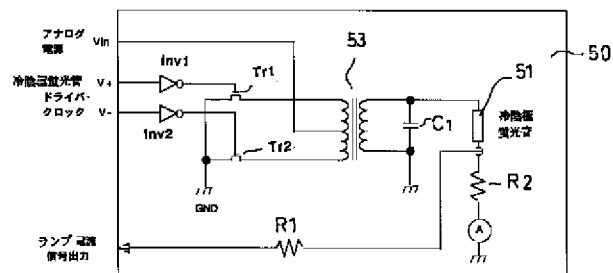 アナログ
電源
Vin
冷陰極蛍光管
ドライバ・
クロック
V+
V-
inv1
inv2
Tr1
Tr2
GND
53
C1
50
51
冷陰極
蛍光管
R2
A
R1
ランプ電流
信号出力